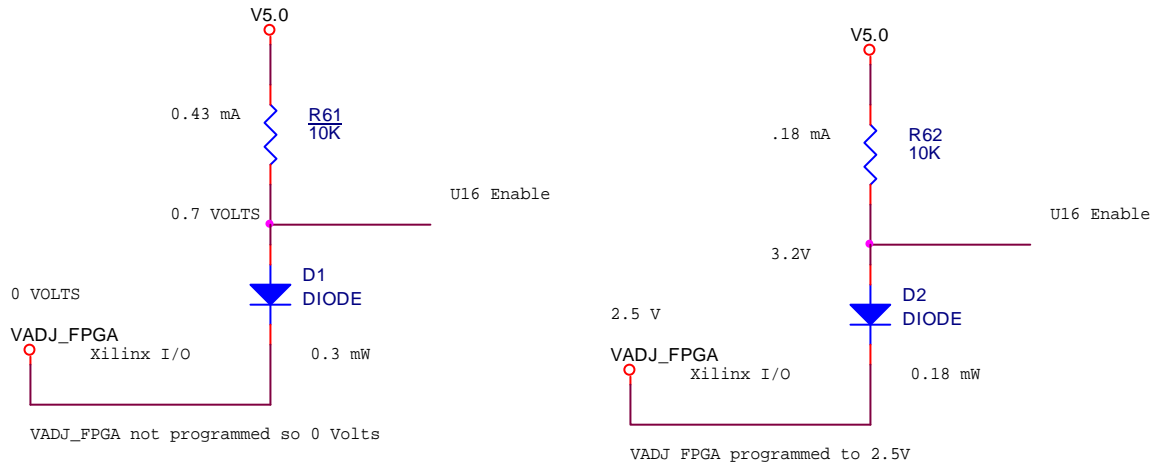 V5.0
0.43 mA
R61
10K
U16 Enable
0.7 VOLTS
D1
DIODE
0 VOLTS
VADJ_FPGA
Xilinx I/O
0.3 mW
VADJ_FPGA not programmed so 0 Volts
V5.0
.18 mA
R62
10K
U16 Enable
3.2V
D2
DIODE
2.5 V
VADJ_FPGA
Xilinx I/O
0.18 mW
VADJ FPGA programmed to 2.5V